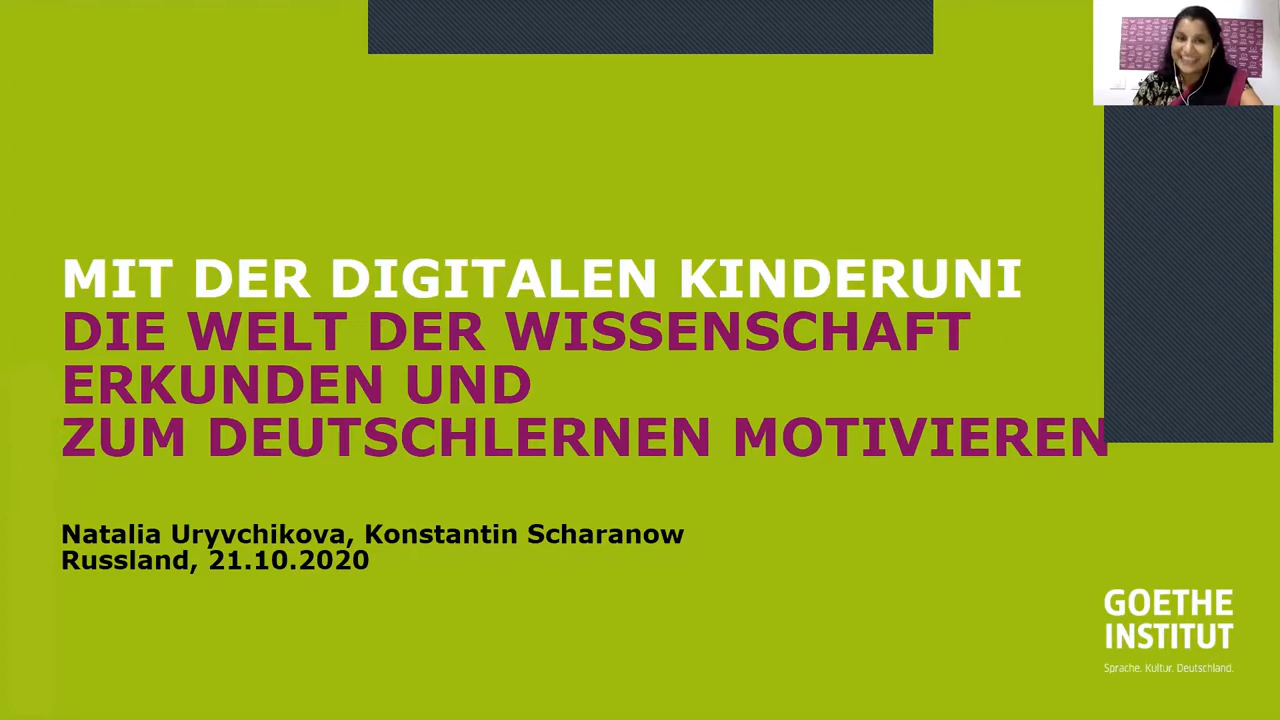 MIT DER DIGITALEN KINDERUNI
DIE WELT DER WISSENSCHAFT
ERKUNDEN UND
ZUM DEUTSCHLERNEN MOTIVIEREN
Natalia Uryvchikova, Konstantin Scharanow
Russland, 21.10.2020
GOETHE
INSTITUT
Sprache. Kultur. Deutschland.